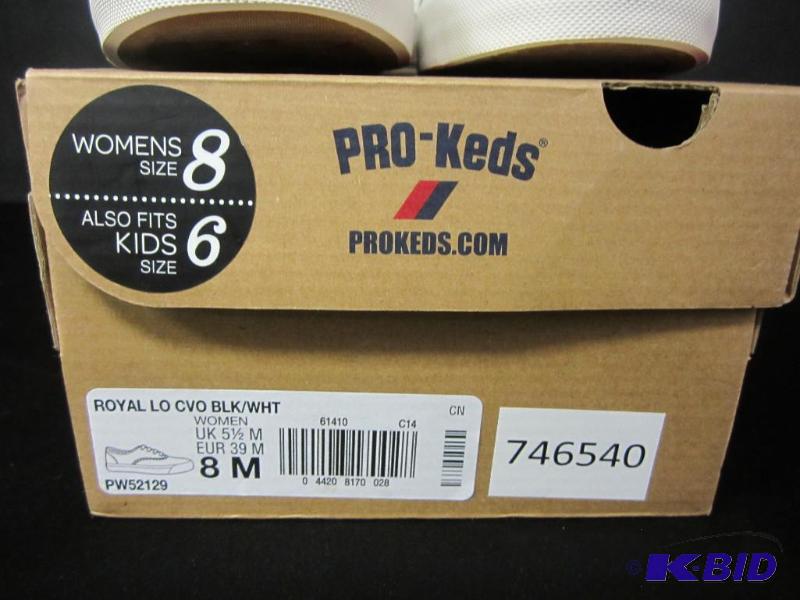 WOMENS
SIZE 8
ALSO FITS
KIDS
SIZE 6
PRO-Keds®
PROKEDS.COM
ROYAL LO CVO BLK/WHT
CN
WOMEN
UK 5½ M
EUR 39 M
8 M
61410 C14
0 4420 8170 028
PW52129
746540
© K-BID